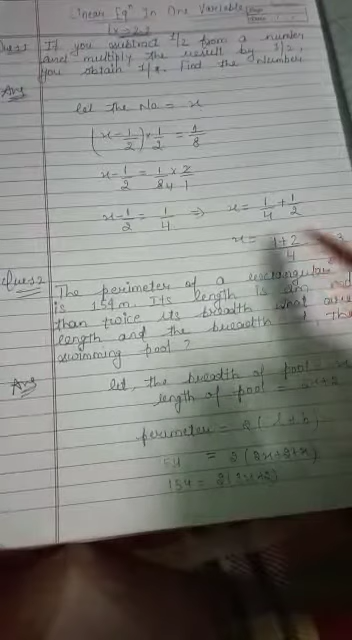 Linear Eqn In One Variable
Ques1 If you subtract 1/2 from a number
and multiply the result by 1/2,
you obtain 1/8. Find the Number
Ans
let the No = x
(x - 1/2) × 1/2 = 1/8
x - 1/2 = 1/8 × 2/1
x - 1/2 = 1/4 ⇒ x = 1/4 + 1/2
x = 1+2/4
Ques2 The perimeter of a rectangular
is 154m. Its length is 2m
than twice its breadth what are
length and the breadth
swimming pool?
Ans let, the breadth of pool = x
length of pool = 2x+2
perimeter = 2(l+b)
154 = 2(2x+2+x)
154 = 2(3x+2)